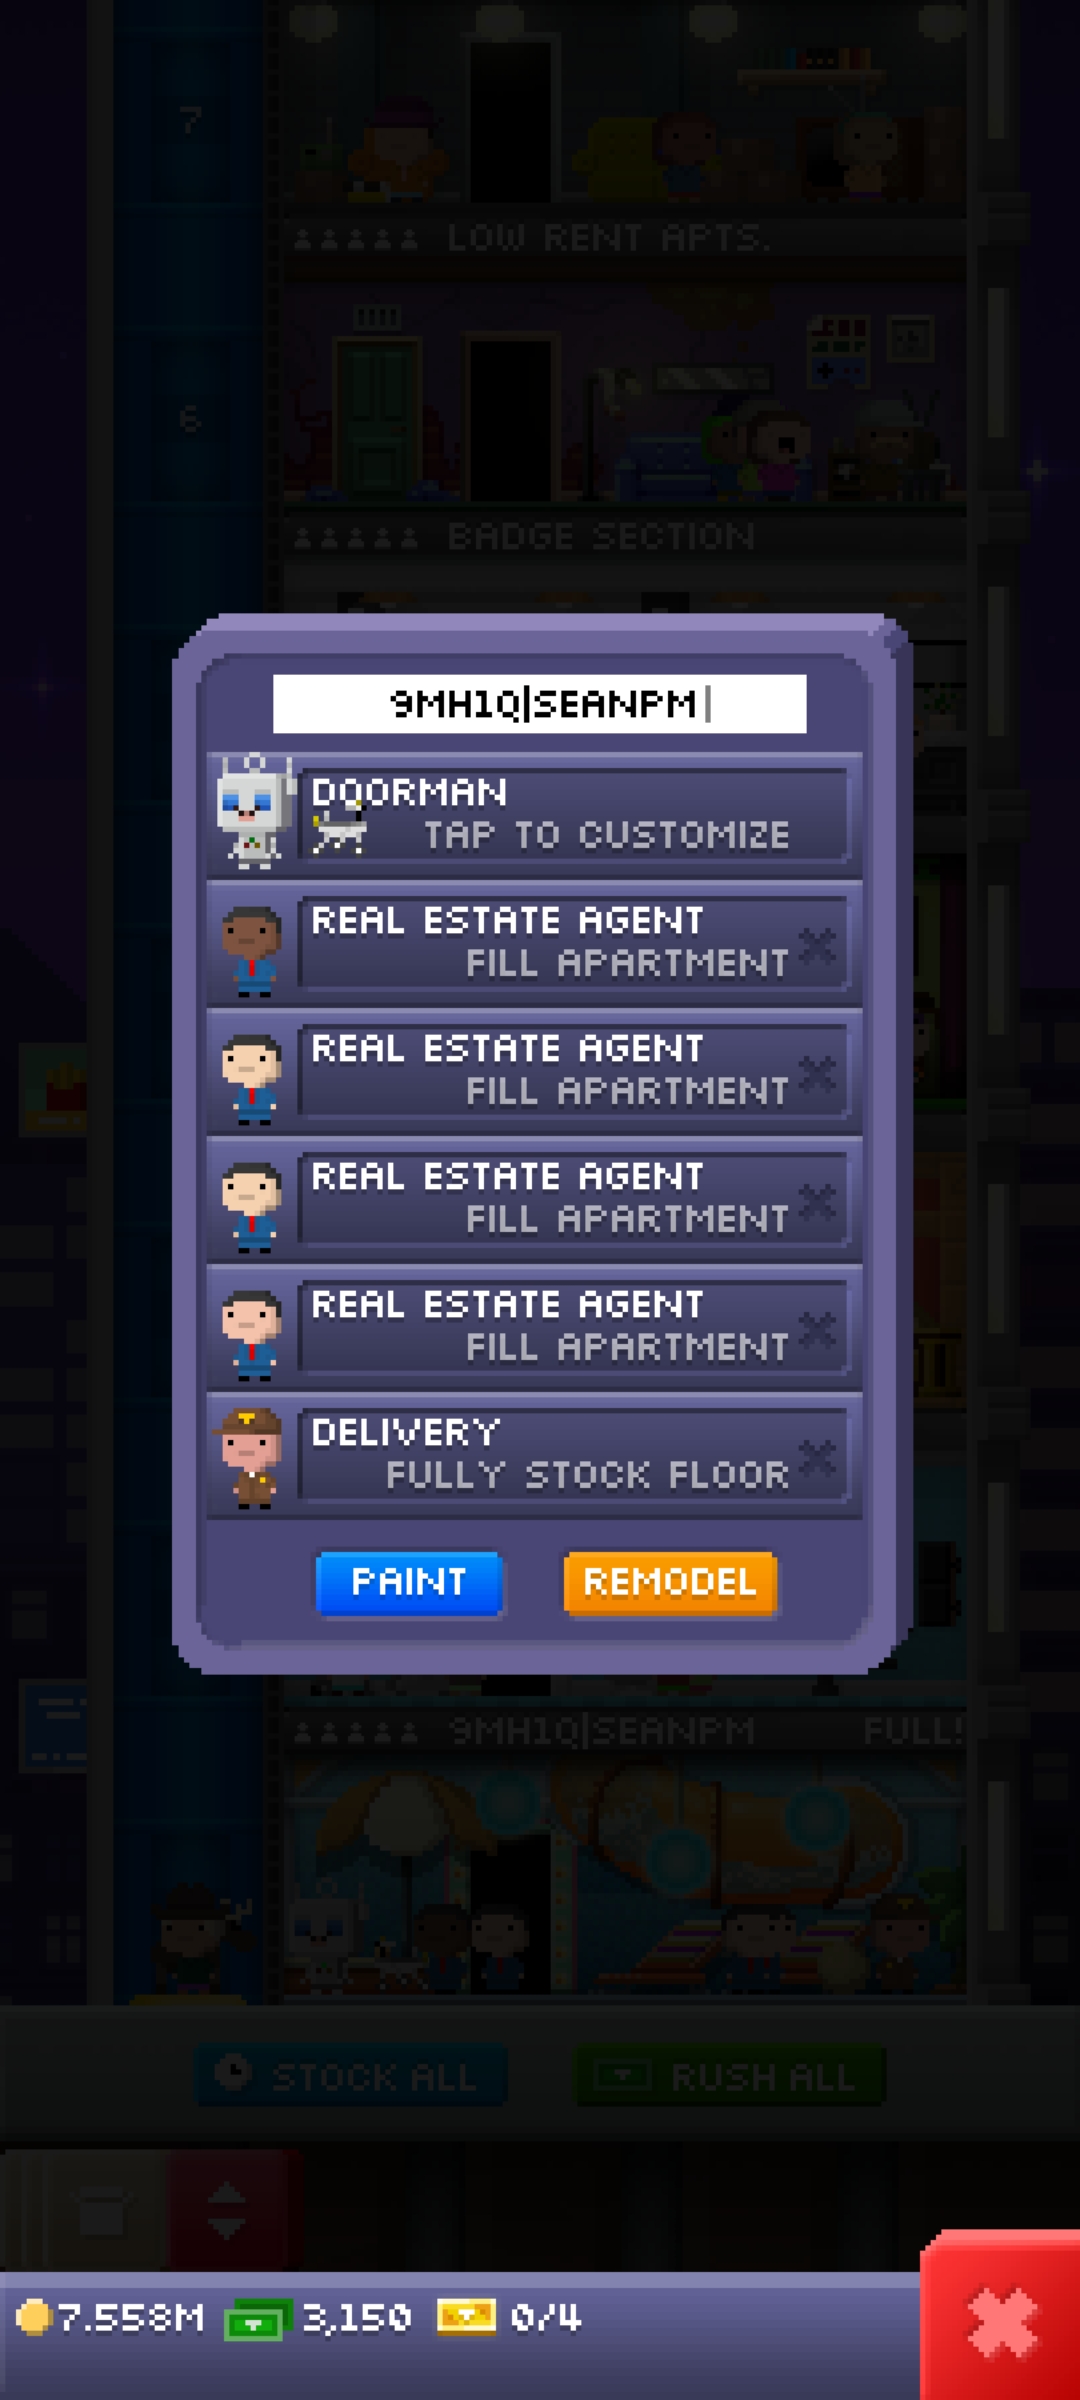 7
LOW RENT APTS.
6
BADGE SECTION
9MH1Q|SEANPM
DOORMAN
TAP TO CUSTOMIZE
REAL ESTATE AGENT
FILL APARTMENT
REAL ESTATE AGENT
FILL APARTMENT
REAL ESTATE AGENT
FILL APARTMENT
REAL ESTATE AGENT
FILL APARTMENT
DELIVERY
FULLY STOCK FLOOR
PAINT REMODEL
9MH1Q|SEANPM FULL!
STOCK ALL RUSH ALL
7.558M 3,150 0/4